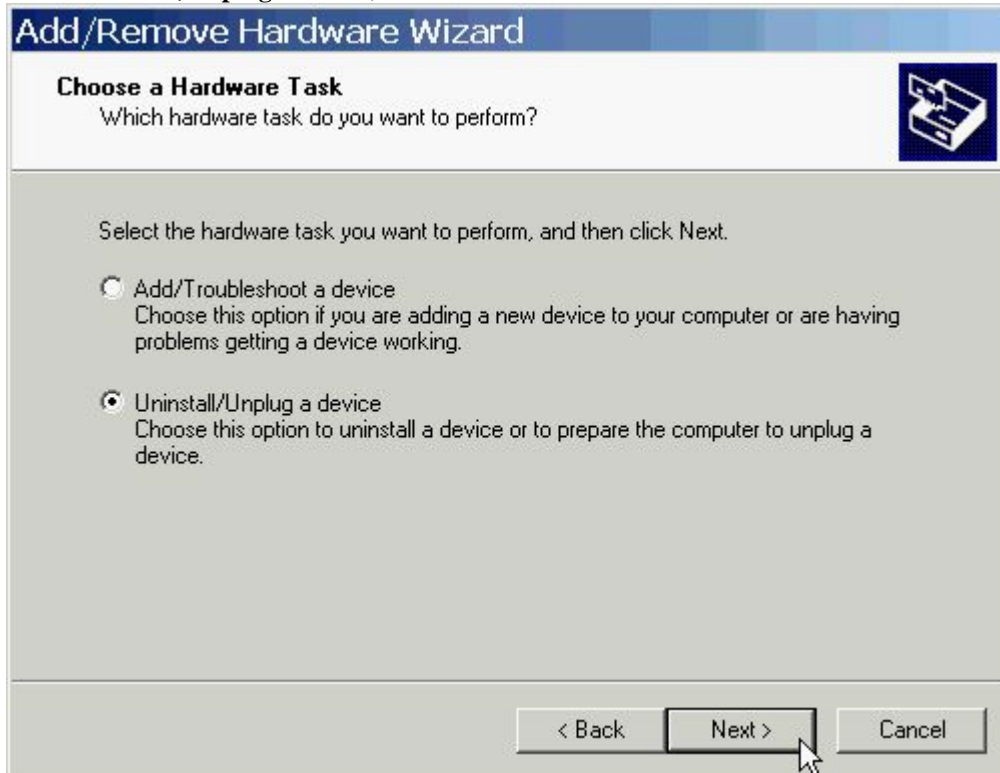 Add/Remove Hardware Wizard
Choose a Hardware Task
Which hardware task do you want to perform?
Select the hardware task you want to perform, and then click Next.
Add/Troubleshoot a device
Choose this option if you are adding a new device to your computer or are having
problems getting a device working.
Uninstall/Unplug a device
Choose this option to uninstall a device or to prepare the computer to unplug a
device.
< Back Next > Cancel